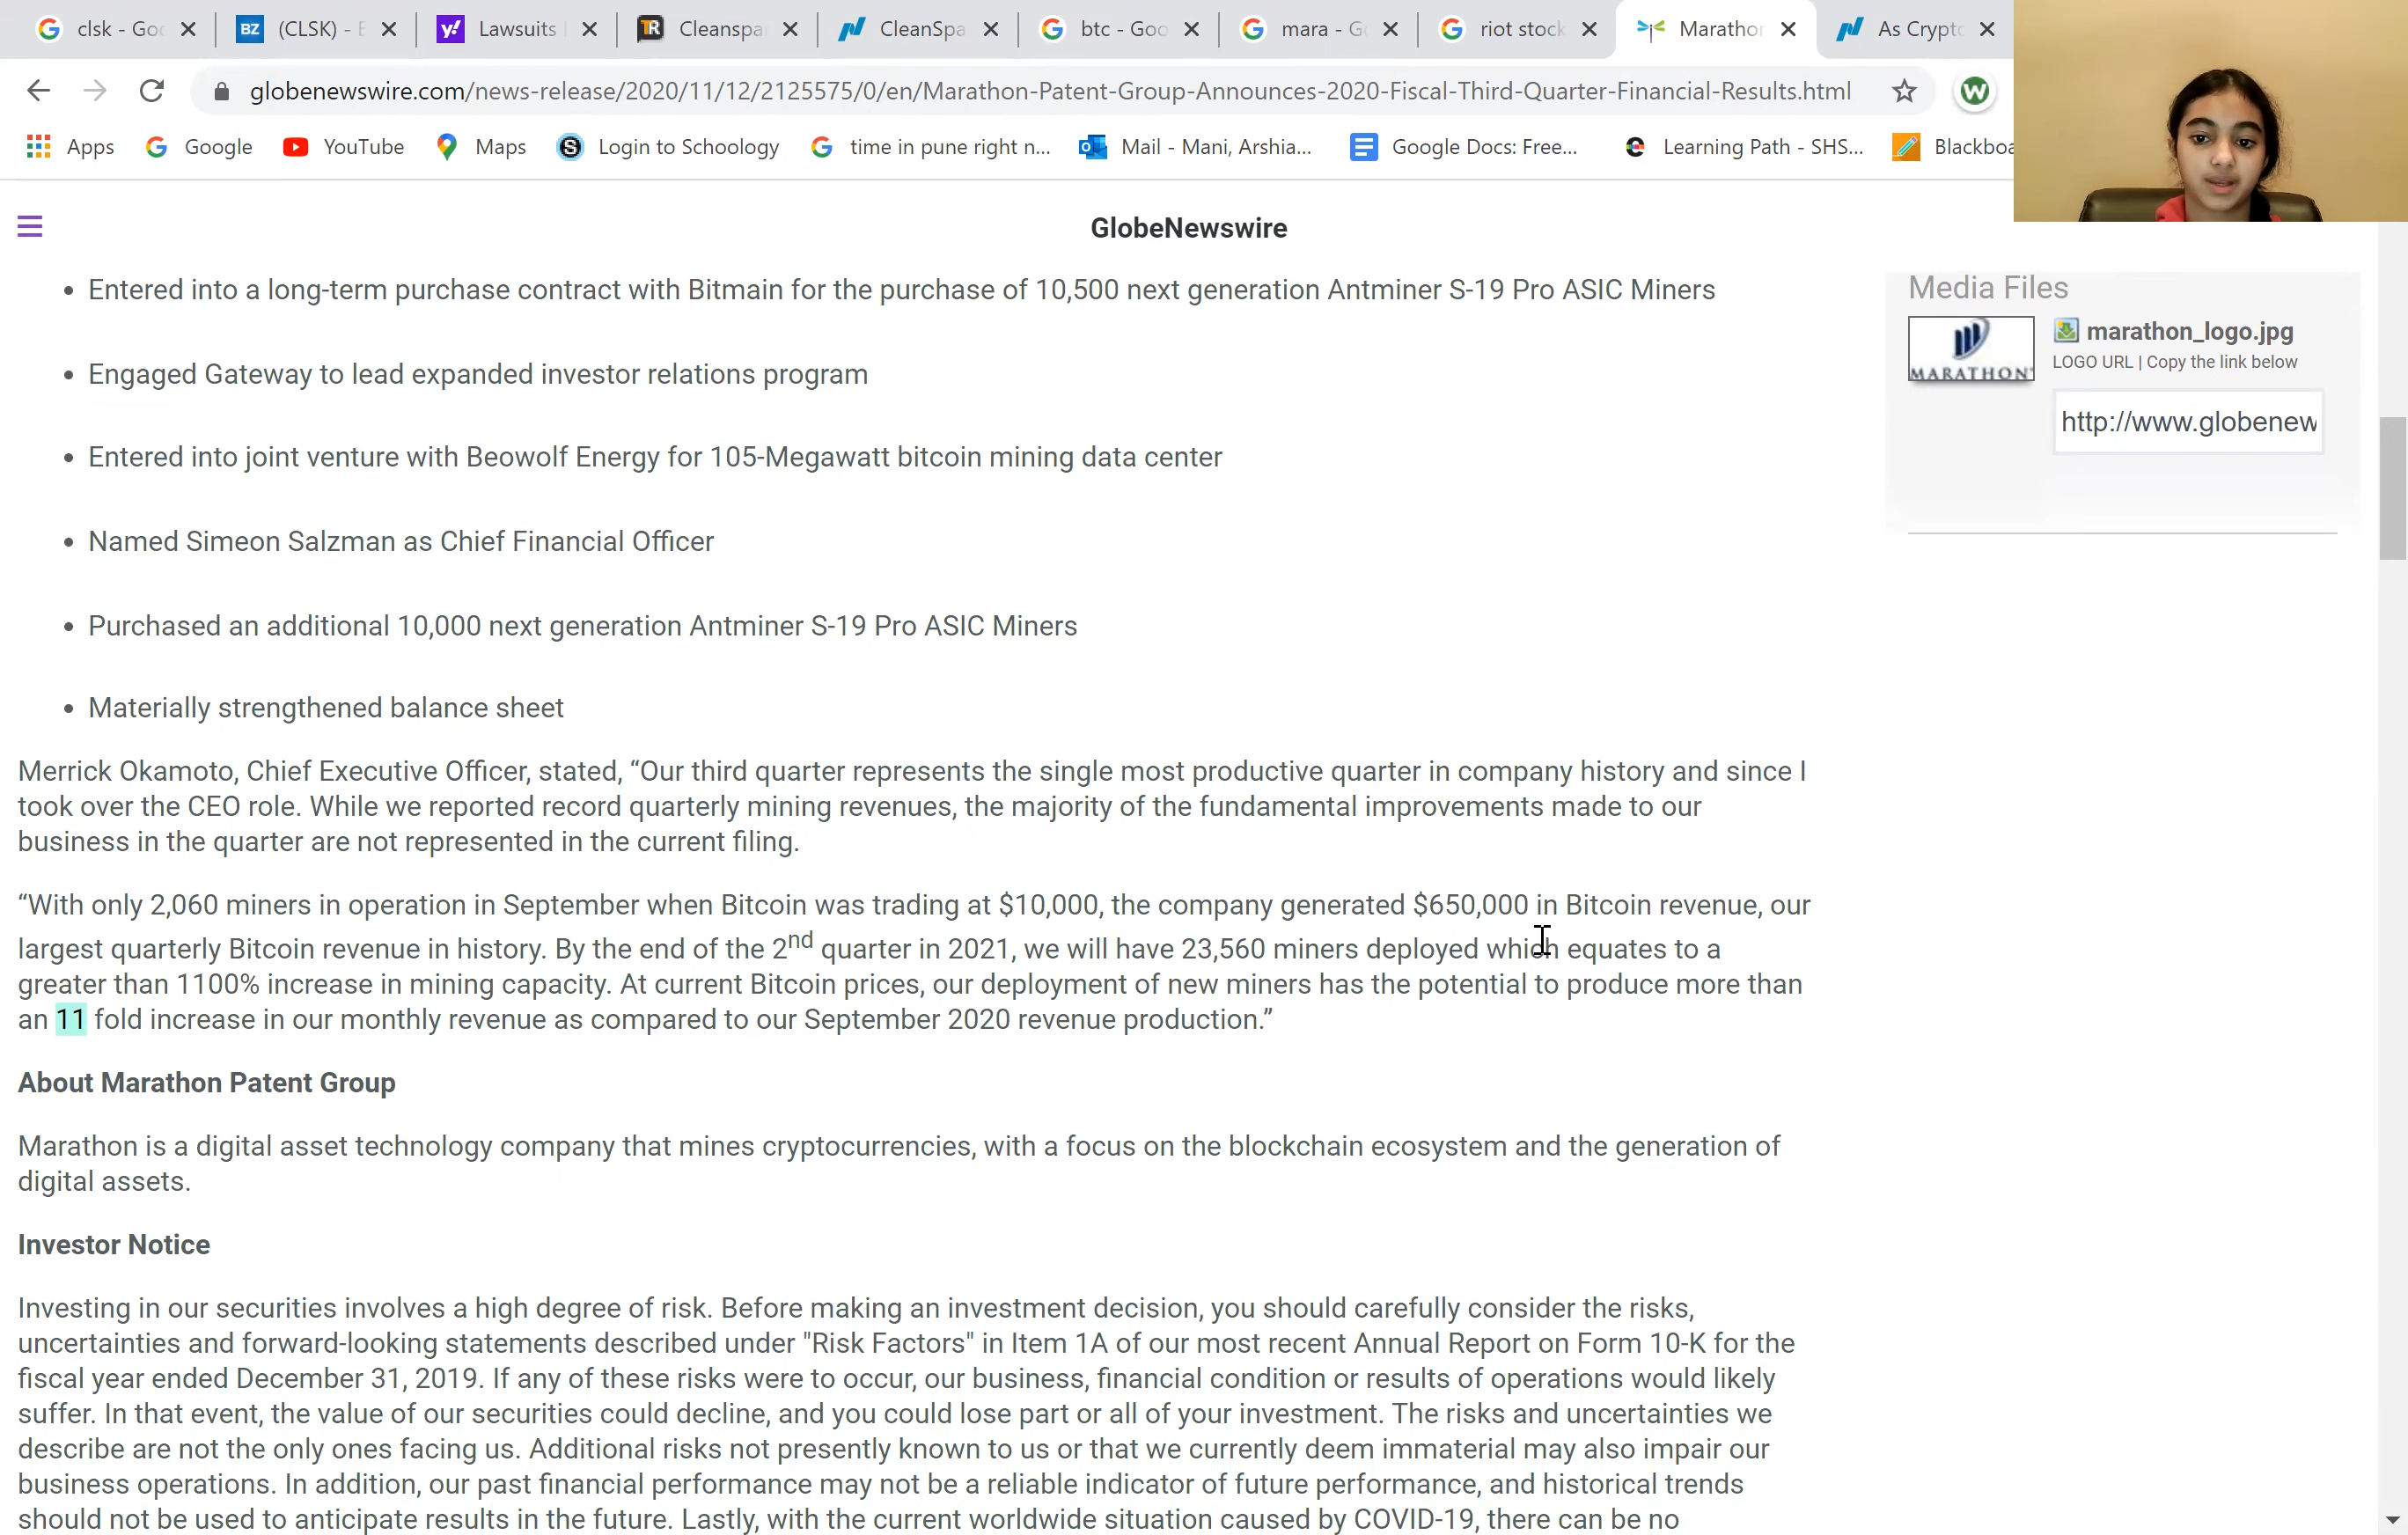 clsk - Goo
(CLSK) - E
Lawsuits
Cleanspa
CleanSpa
btc - Goo
mara - Go
riot stock
Marathon
As Crypto
globenewswire.com/news-release/2020/11/12/2125575/0/en/Marathon-Patent-Group-Announces-2020-Fiscal-Third-Quarter-Financial-Results.html
W
Apps
Google
YouTube
Maps
Login to Schoology
time in pune right n...
Mail - Mani, Arshia...
Google Docs: Free...
Learning Path - SHS...
Blackboa
GlobeNewswire
• Entered into a long-term purchase contract with Bitmain for the purchase of 10,500 next generation Antminer S-19 Pro ASIC Miners
• Engaged Gateway to lead expanded investor relations program
• Entered into joint venture with Beowolf Energy for 105-Megawatt bitcoin mining data center
• Named Simeon Salzman as Chief Financial Officer
• Purchased an additional 10,000 next generation Antminer S-19 Pro ASIC Miners
• Materially strengthened balance sheet
Merrick Okamoto, Chief Executive Officer, stated, “Our third quarter represents the single most productive quarter in company history and since I
took over the CEO role. While we reported record quarterly mining revenues, the majority of the fundamental improvements made to our
business in the quarter are not represented in the current filing.
“With only 2,060 miners in operation in September when Bitcoin was trading at $10,000, the company generated $650,000 in Bitcoin revenue, our
largest quarterly Bitcoin revenue in history. By the end of the 2nd quarter in 2021, we will have 23,560 miners deployed which equates to a
greater than 1100% increase in mining capacity. At current Bitcoin prices, our deployment of new miners has the potential to produce more than
an 11 fold increase in our monthly revenue as compared to our September 2020 revenue production.”
About Marathon Patent Group
Marathon is a digital asset technology company that mines cryptocurrencies, with a focus on the blockchain ecosystem and the generation of
digital assets.
Investor Notice
Investing in our securities involves a high degree of risk. Before making an investment decision, you should carefully consider the risks,
uncertainties and forward-looking statements described under "Risk Factors" in Item 1A of our most recent Annual Report on Form 10-K for the
fiscal year ended December 31, 2019. If any of these risks were to occur, our business, financial condition or results of operations would likely
suffer. In that event, the value of our securities could decline, and you could lose part or all of your investment. The risks and uncertainties we
describe are not the only ones facing us. Additional risks not presently known to us or that we currently deem immaterial may also impair our
business operations. In addition, our past financial performance may not be a reliable indicator of future performance, and historical trends
should not be used to anticipate results in the future. Lastly, with the current worldwide situation caused by COVID-19, there can be no
Media Files
MARATHON
marathon_logo.jpg
LOGO URL | Copy the link below
http://www.globenew